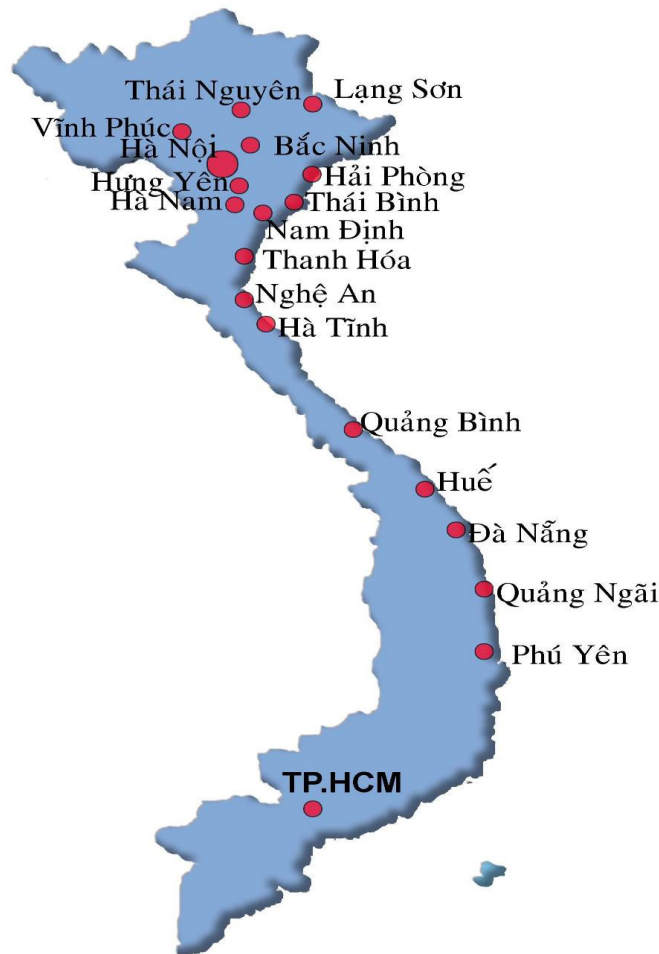 Thái Nguyên
Lạng Sơn
Vĩnh Phúc
Hà Nội
Bắc Ninh
Hưng Yên
Hải Phòng
Hà Nam
Thái Bình
Nam Định
Thanh Hóa
Nghệ An
Hà Tĩnh
Quảng Bình
Huế
Đà Nẵng
Quảng Ngãi
Phú Yên
TP.HCM